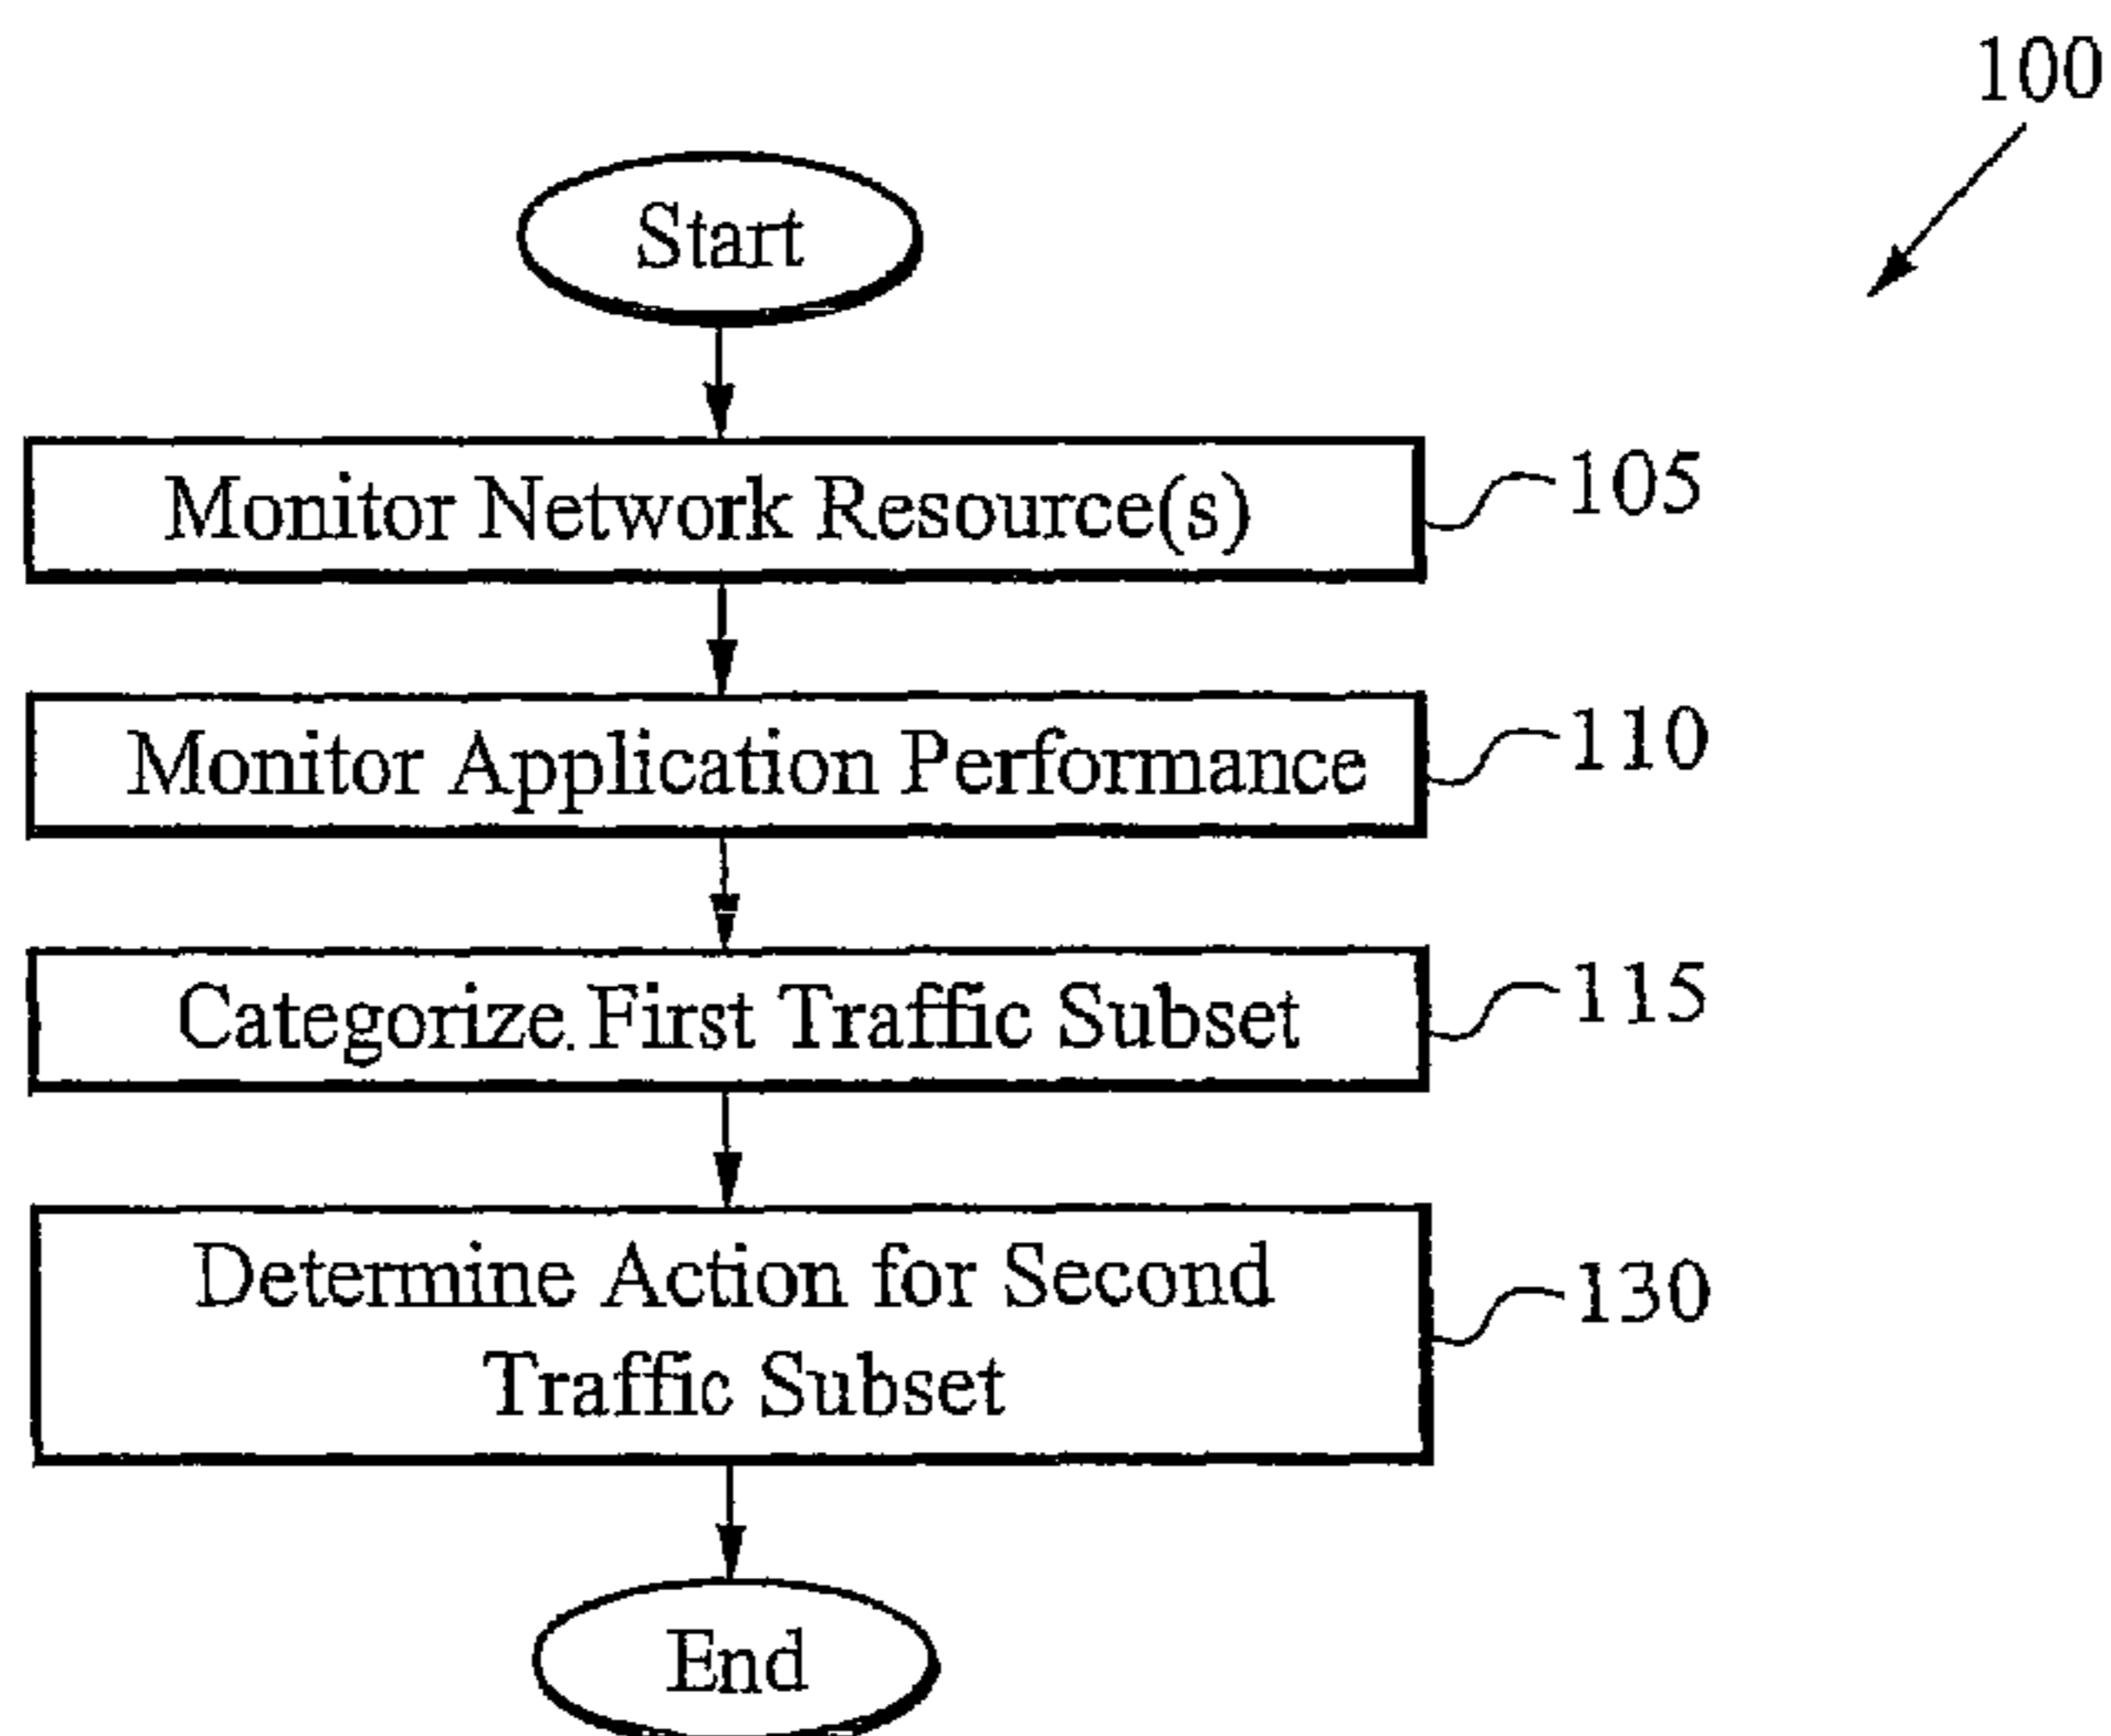 100
Start
Monitor Network Resource(s)
105
Monitor Application Performance
110
Categorize. First Traffic Subset
115
Determine Action for Second
Traffic Subset
130
End